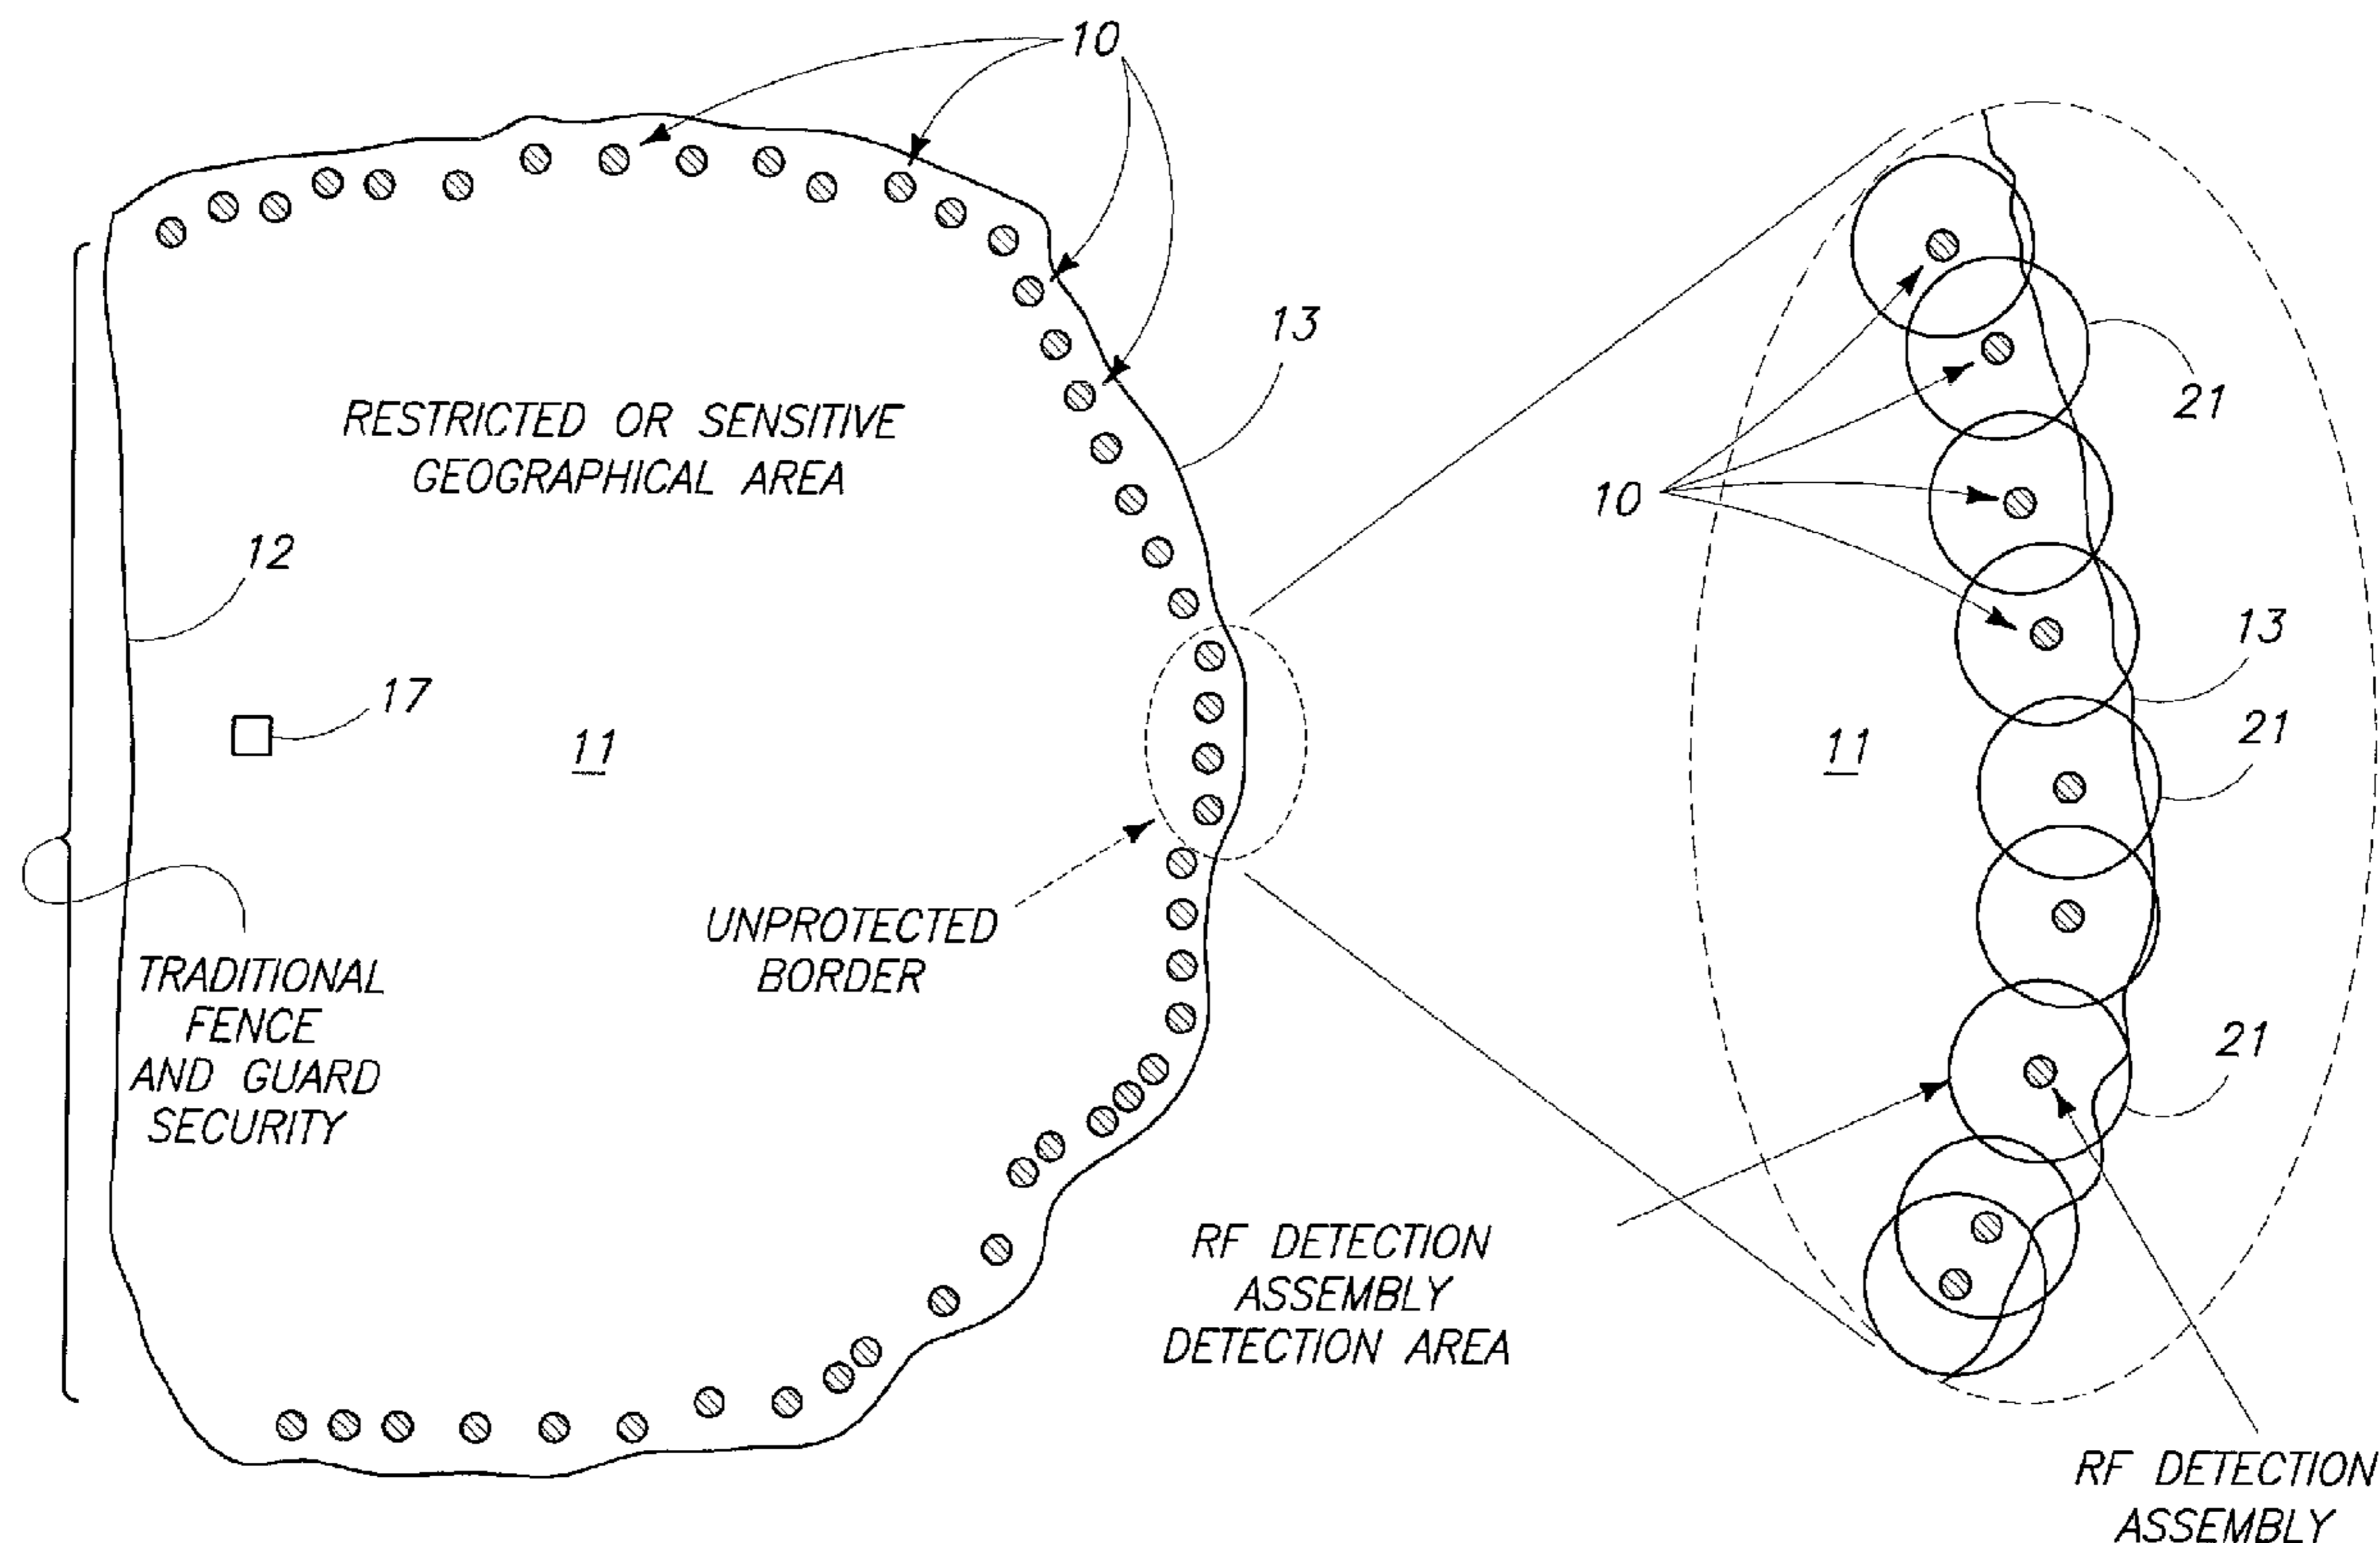 10
RESTRICTED OR SENSITIVE
GEOGRAPHICAL AREA
13
12
17
11
UNPROTECTED
BORDER
TRADITIONAL
FENCE
AND GUARD
SECURITY
21
10
13
11
21
21
RF DETECTION
ASSEMBLY
DETECTION AREA
RF DETECTION
ASSEMBLY